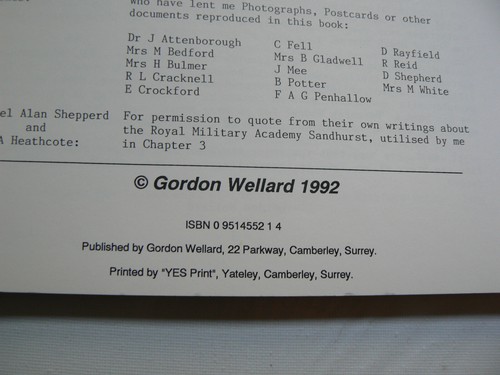 who have lent me Photographs, Postcards or other
documents reproduced in this book:
Dr J Attenborough
Mrs M Bedford
Mrs H Bulmer
R L Cracknell
E Crockford
C Fell
Mrs B Gladwell
J Mee
B Potter
F A G Penhallow
D Rayfield
R Reid
D Shepherd
Mrs M White
el Alan Shepperd
and
A Heathcote:
For permission to quote from their own writings about
the Royal Military Academy Sandhurst, utilised by me
in Chapter 3
© Gordon Wellard 1992
ISBN 0 9514552 1 4
Published by Gordon Wellard, 22 Parkway, Camberley, Surrey.
Printed by "YES Print", Yateley, Camberley, Surrey.